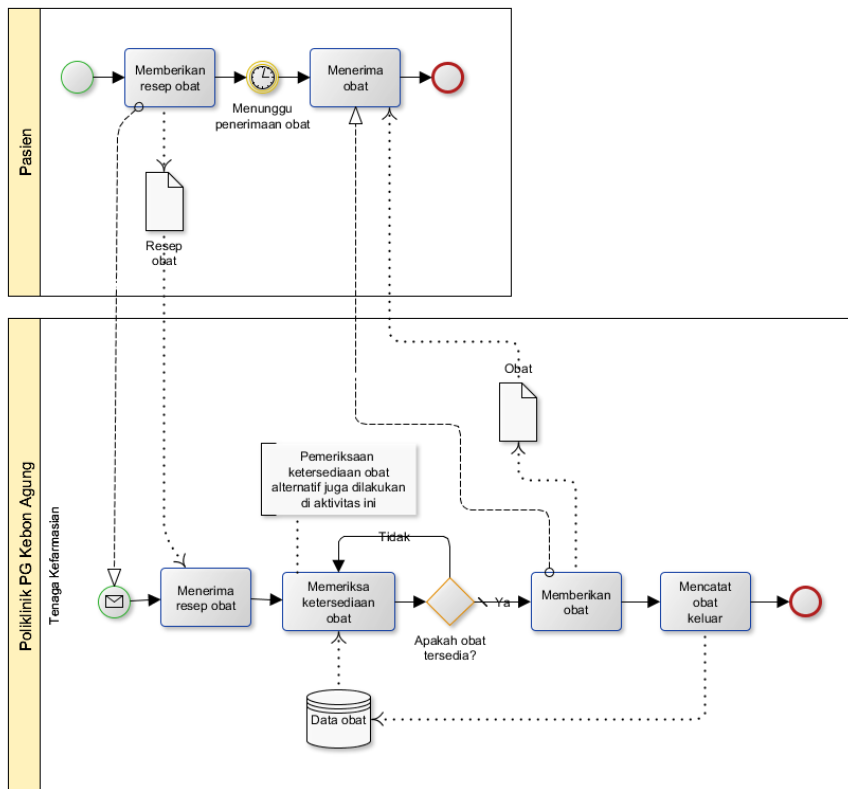 Pasien
Memberikan
resep obat
Menunggu
penerimaan obat
Menerima
obat
Resep
obat
Poliklinik PG Kebon Agung
Tenaga Kefarmasian
Obat
Pemeriksaan
ketersediaan obat
alternatif juga dilakukan
di aktivitas ini
Tidak
Menerima
resep obat
Memeriksa
ketersediaan
obat
Apakah obat
tersedia?
Ya
Memberikan
obat
Mencatat
obat
keluar
Data obat